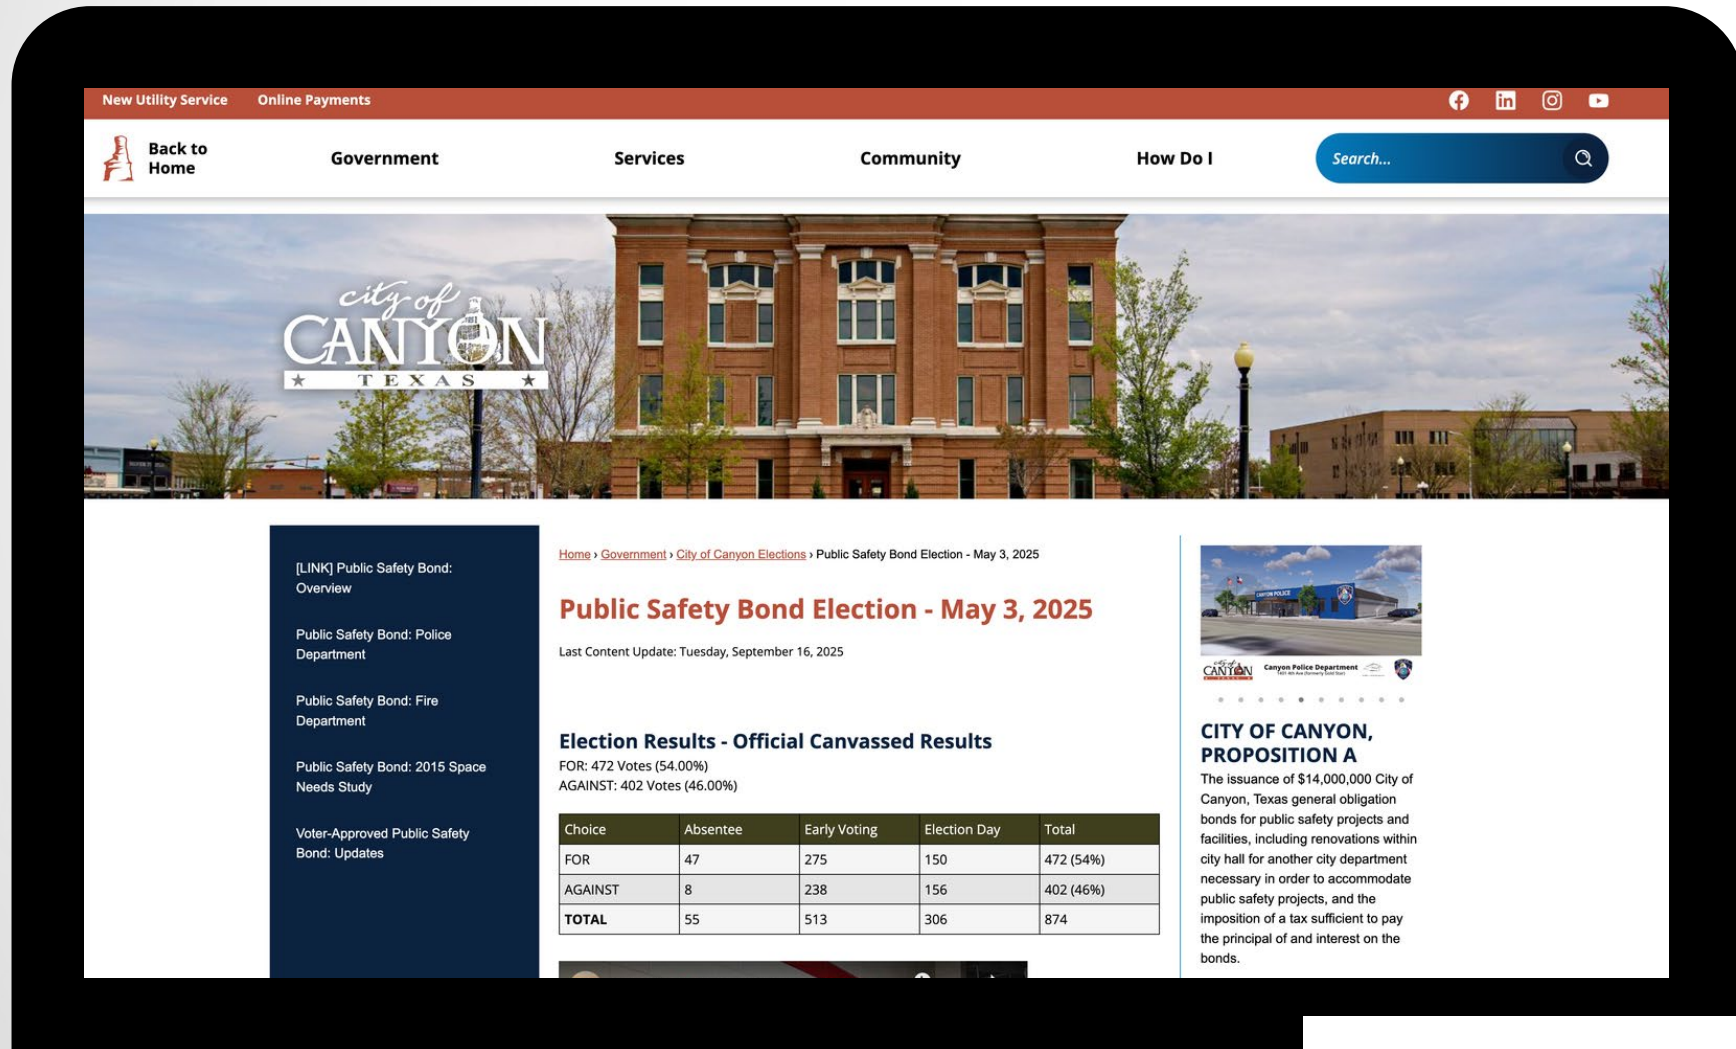 New Utility Service Online Payments
Back to
Home
Government Services Community How Do I Search...
city of
CANYON
TEXAS
[LINK] Public Safety Bond:
Overview
Public Safety Bond: Police
Department
Public Safety Bond: Fire
Department
Public Safety Bond: 2015 Space
Needs Study
Voter-Approved Public Safety
Bond: Updates
Home › Government › City of Canyon Elections › Public Safety Bond Election - May 3, 2025
Public Safety Bond Election - May 3, 2025
Last Content Update: Tuesday, September 16, 2025
Election Results - Official Canvassed Results
FOR: 472 Votes (54.00%)
AGAINST: 402 Votes (46.00%)
Choice Absentee Early Voting Election Day Total
FOR 47 275 150 472 (54%)
AGAINST 8 238 156 402 (46%)
TOTAL 55 513 306 874
CANYON POLICE
city of
CANYON
Canyon Police Department
CITY OF CANYON,
PROPOSITION A
The issuance of $14,000,000 City of
Canyon, Texas general obligation
bonds for public safety projects and
facilities, including renovations within
city hall for another city department
necessary in order to accommodate
public safety projects, and the
imposition of a tax sufficient to pay
the principal of and interest on the
bonds.